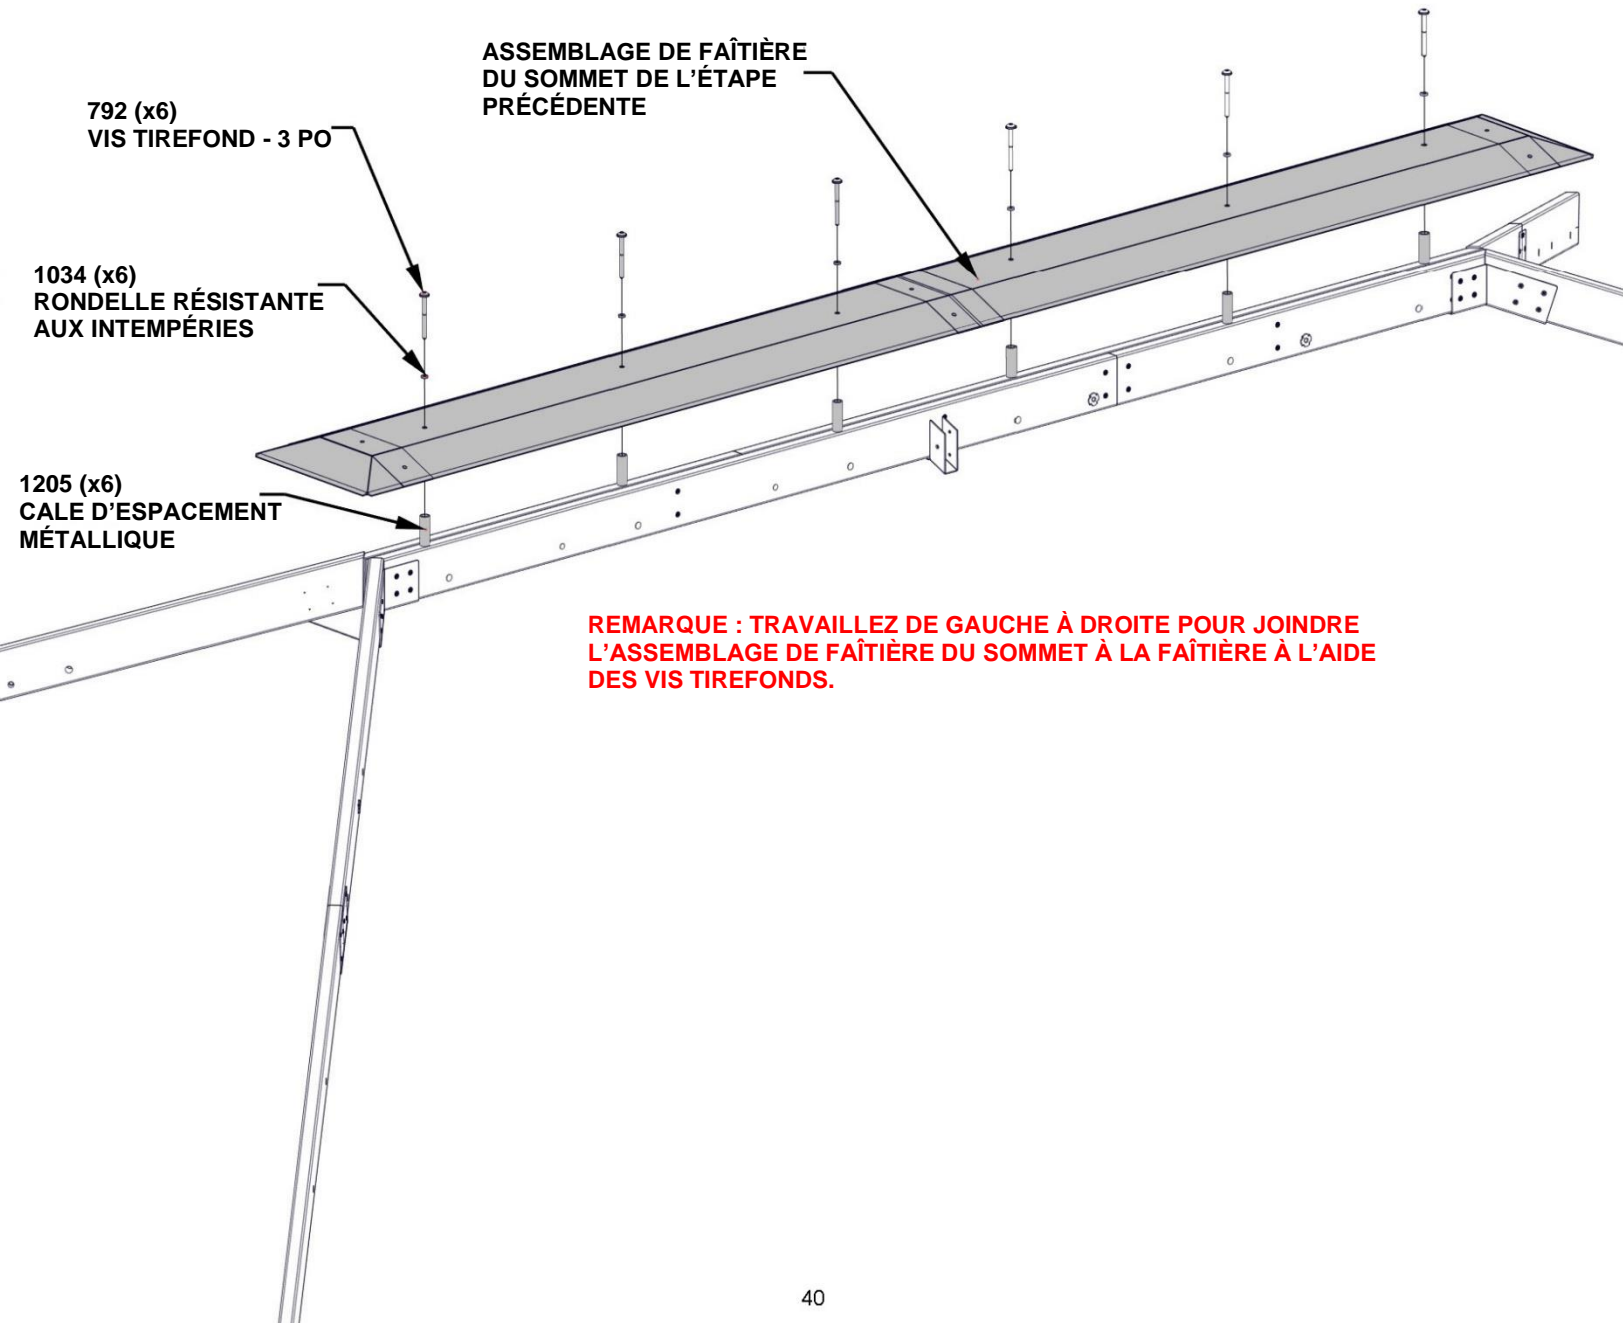 ASSEMBLAGE DE FAÎTIÈRE
DU SOMMET DE L’ÉTAPE
PRÉCÉDENTE
792 (x6)
VIS TIREFOND - 3 PO
1034 (x6)
RONDELLE RÉSISTANTE
AUX INTEMPÉRIES
1205 (x6)
CALE D’ESPACEMENT
MÉTALLIQUE
REMARQUE : TRAVAILLEZ DE GAUCHE À DROITE POUR JOINDRE
L’ASSEMBLAGE DE FAÎTIÈRE DU SOMMET À LA FAÎTIÈRE À L’AIDE
DES VIS TIREFONDS.
40